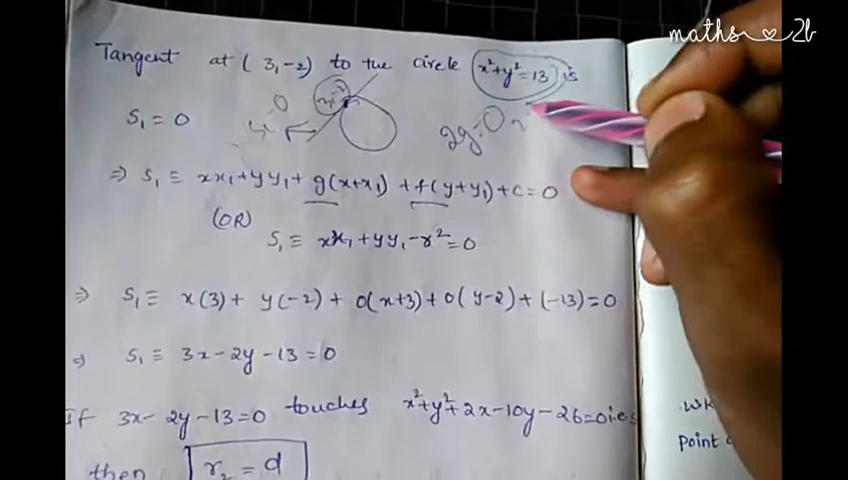 maths ~♡~ 2b
Tangent at (3,-2) to the circle x²+y²=13 is
S₁ = 0
2g=0
⇒ S₁ ≡ xx₁+yy₁+ g(x+x₁) +f(y+y₁)+c=0
(OR)
S₁ ≡ xx₁+yy₁-r²=0
⇒ S₁ ≡ x(3)+ y(-2)+ 0(x+3)+0(y-2)+(-13)=0
⇒ S₁ ≡ 3x-2y-13=0
If 3x-2y-13=0 touches x²+y²+2x-10y-26=0 i.e.
then r₂ = d
Point